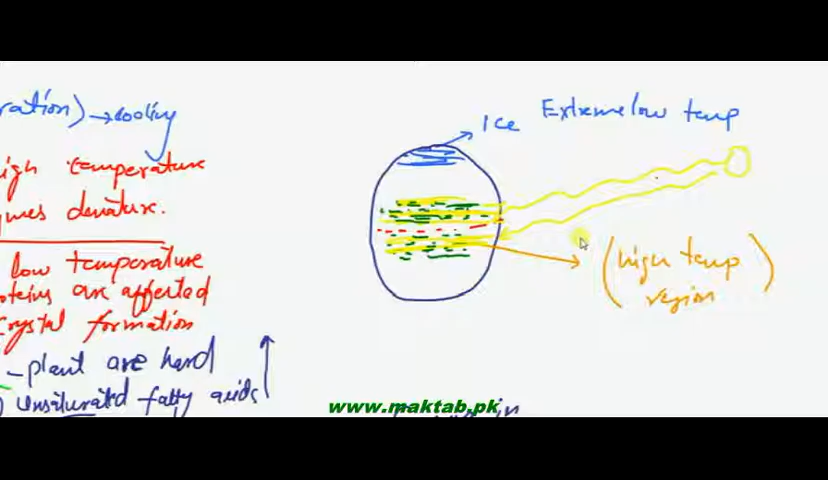 ration) → cooling
igh temperature
ymes denature.
low temperature
oteins are affected
crystal formation
- plant are hard
) unsaturated fatty acids
Ice Extreme low temp
(high temp
region)
www.maktab.pk